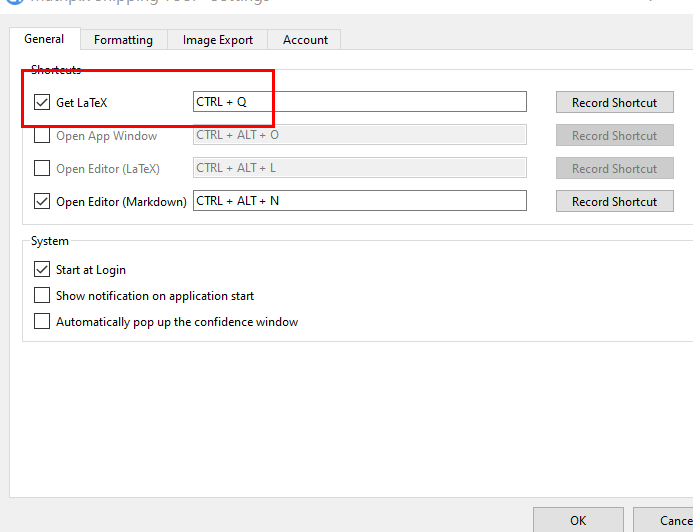 General Formatting Image Export Account
Shortcuts
Get LaTeX CTRL + Q Record Shortcut
Open App Window CTRL + ALT + O Record Shortcut
Open Editor (LaTeX) CTRL + ALT + L Record Shortcut
Open Editor (Markdown) CTRL + ALT + N Record Shortcut
System
Start at Login
Show notification on application start
Automatically pop up the confidence window
OK Cance